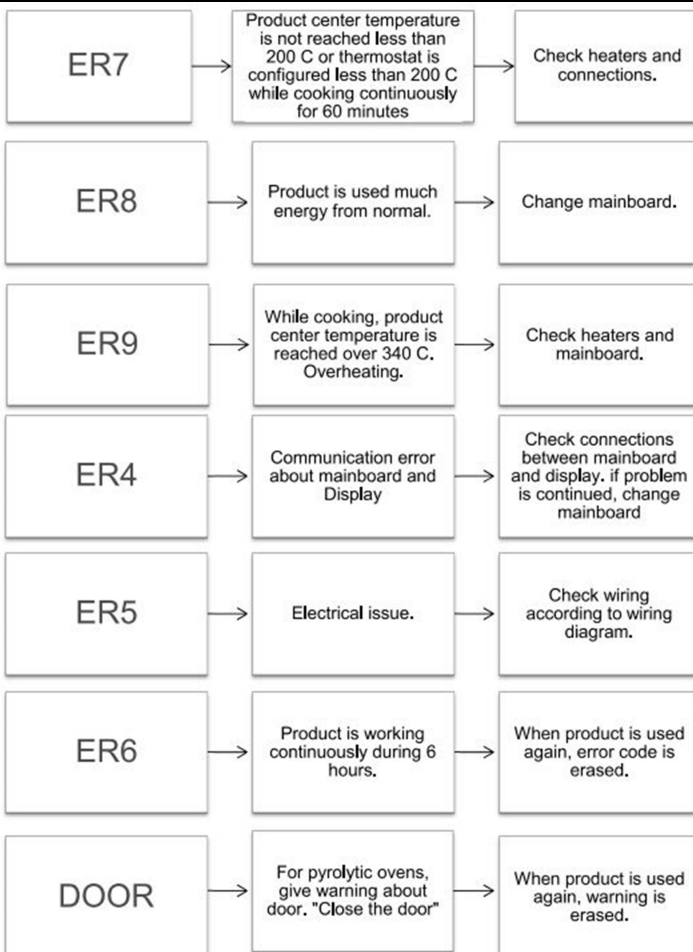 ER7
Product center temperature
is not reached less than
200 C or thermostat is
configured less than 200 C
while cooking continuously
for 60 minutes
Check heaters and
connections.
ER8
Product is used much
energy from normal.
Change mainboard.
ER9
While cooking, product
center temperature is
reached over 340 C.
Overheating.
Check heaters and
mainboard.
ER4
Communication error
about mainboard and
Display
Check connections
between mainboard
and display. if problem
is continued, change
mainboard
ER5
Electrical issue.
Check wiring
according to wiring
diagram.
ER6
Product is working
continuously during 6
hours.
When product is used
again, error code is
erased.
DOOR
For pyrolytic ovens,
give warning about
door. "Close the door"
When product is used
again, warning is
erased.